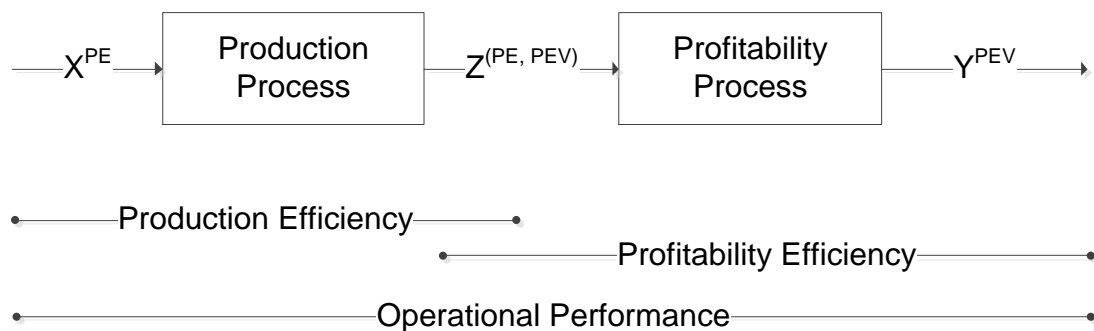 Production
Process
Profitability
Process
X^PE
Z^(PE, PEV)
Y^PEV
Production Efficiency
Profitability Efficiency
Operational Performance